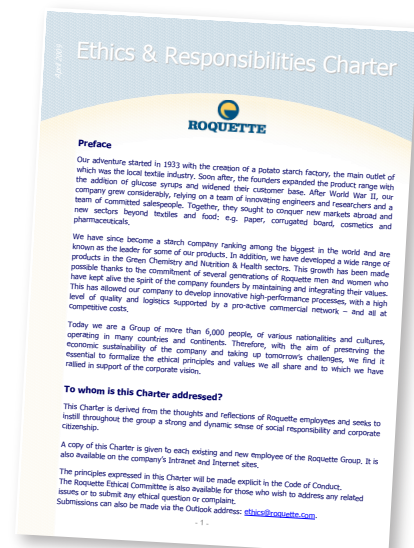 April 2009
Ethics & Responsibilities Charter
ROQUETTE
Preface
Our adventure started in 1933 with the creation of a potato starch factory, the main outlet of
which was the local textile industry. Soon after, the founders expanded the product range with
the addition of glucose syrups and widened their customer base. After World War II, our
company grew considerably, relying on a team of innovating engineers and researchers and a
team of committed salespeople. Together, they sought to conquer new markets abroad and
new sectors beyond textiles and food: e.g. paper, corrugated board, cosmetics and
pharmaceuticals.
We have since become a starch company ranking among the biggest in the world and are
known as the leader for some of our products. In addition, we have developed a wide range of
products in the Green Chemistry and Nutrition & Health sectors. This growth has been made
possible thanks to the commitment of several generations of Roquette men and women who
have kept alive the spirit of the company founders by maintaining and integrating their values.
This has allowed our company to develop innovative high-performance processes, with a high
level of quality and logistics supported by a pro-active commercial network – and all at
competitive costs.
Today we are a Group of more than 6,000 people, of various nationalities and cultures,
operating in many countries and continents. Therefore, with the aim of preserving the
economic sustainability of the company and taking up tomorrow's challenges, we find it
essential to formalize the ethical principles and values we all share and to which we have
rallied in support of the corporate vision.
To whom is this Charter addressed?
This Charter is derived from the thoughts and reflections of Roquette employees and seeks to
instill throughout the group a strong and dynamic sense of social responsibility and corporate
citizenship.
A copy of this Charter is given to each existing and new employee of the Roquette Group. It is
also available on the company's Intranet and Internet sites.
The principles expressed in this Charter will be made explicit in the Code of Conduct.
The Roquette Ethical Committee is also available for those who wish to address any related
issues or to submit any ethical question or complaint.
Submissions can also be made via the Outlook address: ethics@roquette.com.
- 1 -